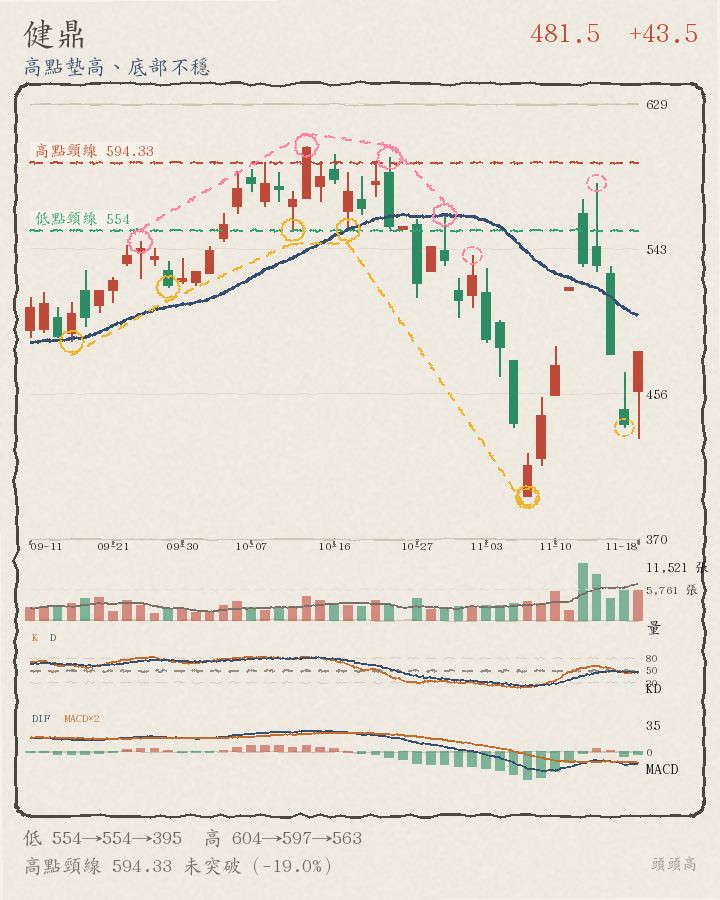 健鼎
481.5 +43.5
高點墊高、底部不穩
629
高點頸線 594.33
低點頸線 554
543
456
370
09-11 09-21 09-30 10-07 10-16 10-27 11-03 11-10 11-18
11,521 張
5,761 張
量
K D
80
50
20
KD
DIF MACD×2
35
0
MACD
低 554→554→395 高 604→597→563
高點頸線 594.33 未突破 (-19.0%)
頭頭高